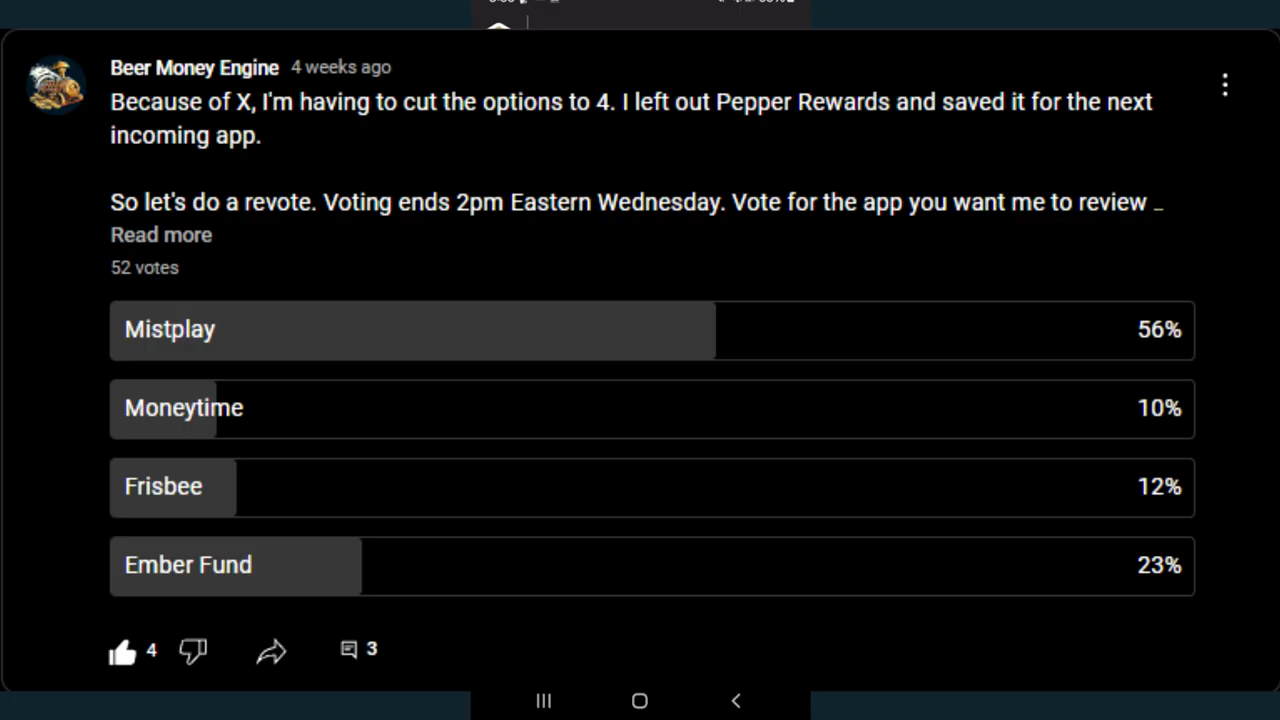 Beer Money Engine 4 weeks ago
Because of X, I'm having to cut the options to 4. I left out Pepper Rewards and saved it for the next
incoming app.
So let's do a revote. Voting ends 2pm Eastern Wednesday. Vote for the app you want me to review ...
Read more
52 votes
Mistplay 56%
Moneytime 10%
Frisbee 12%
Ember Fund 23%
4 3